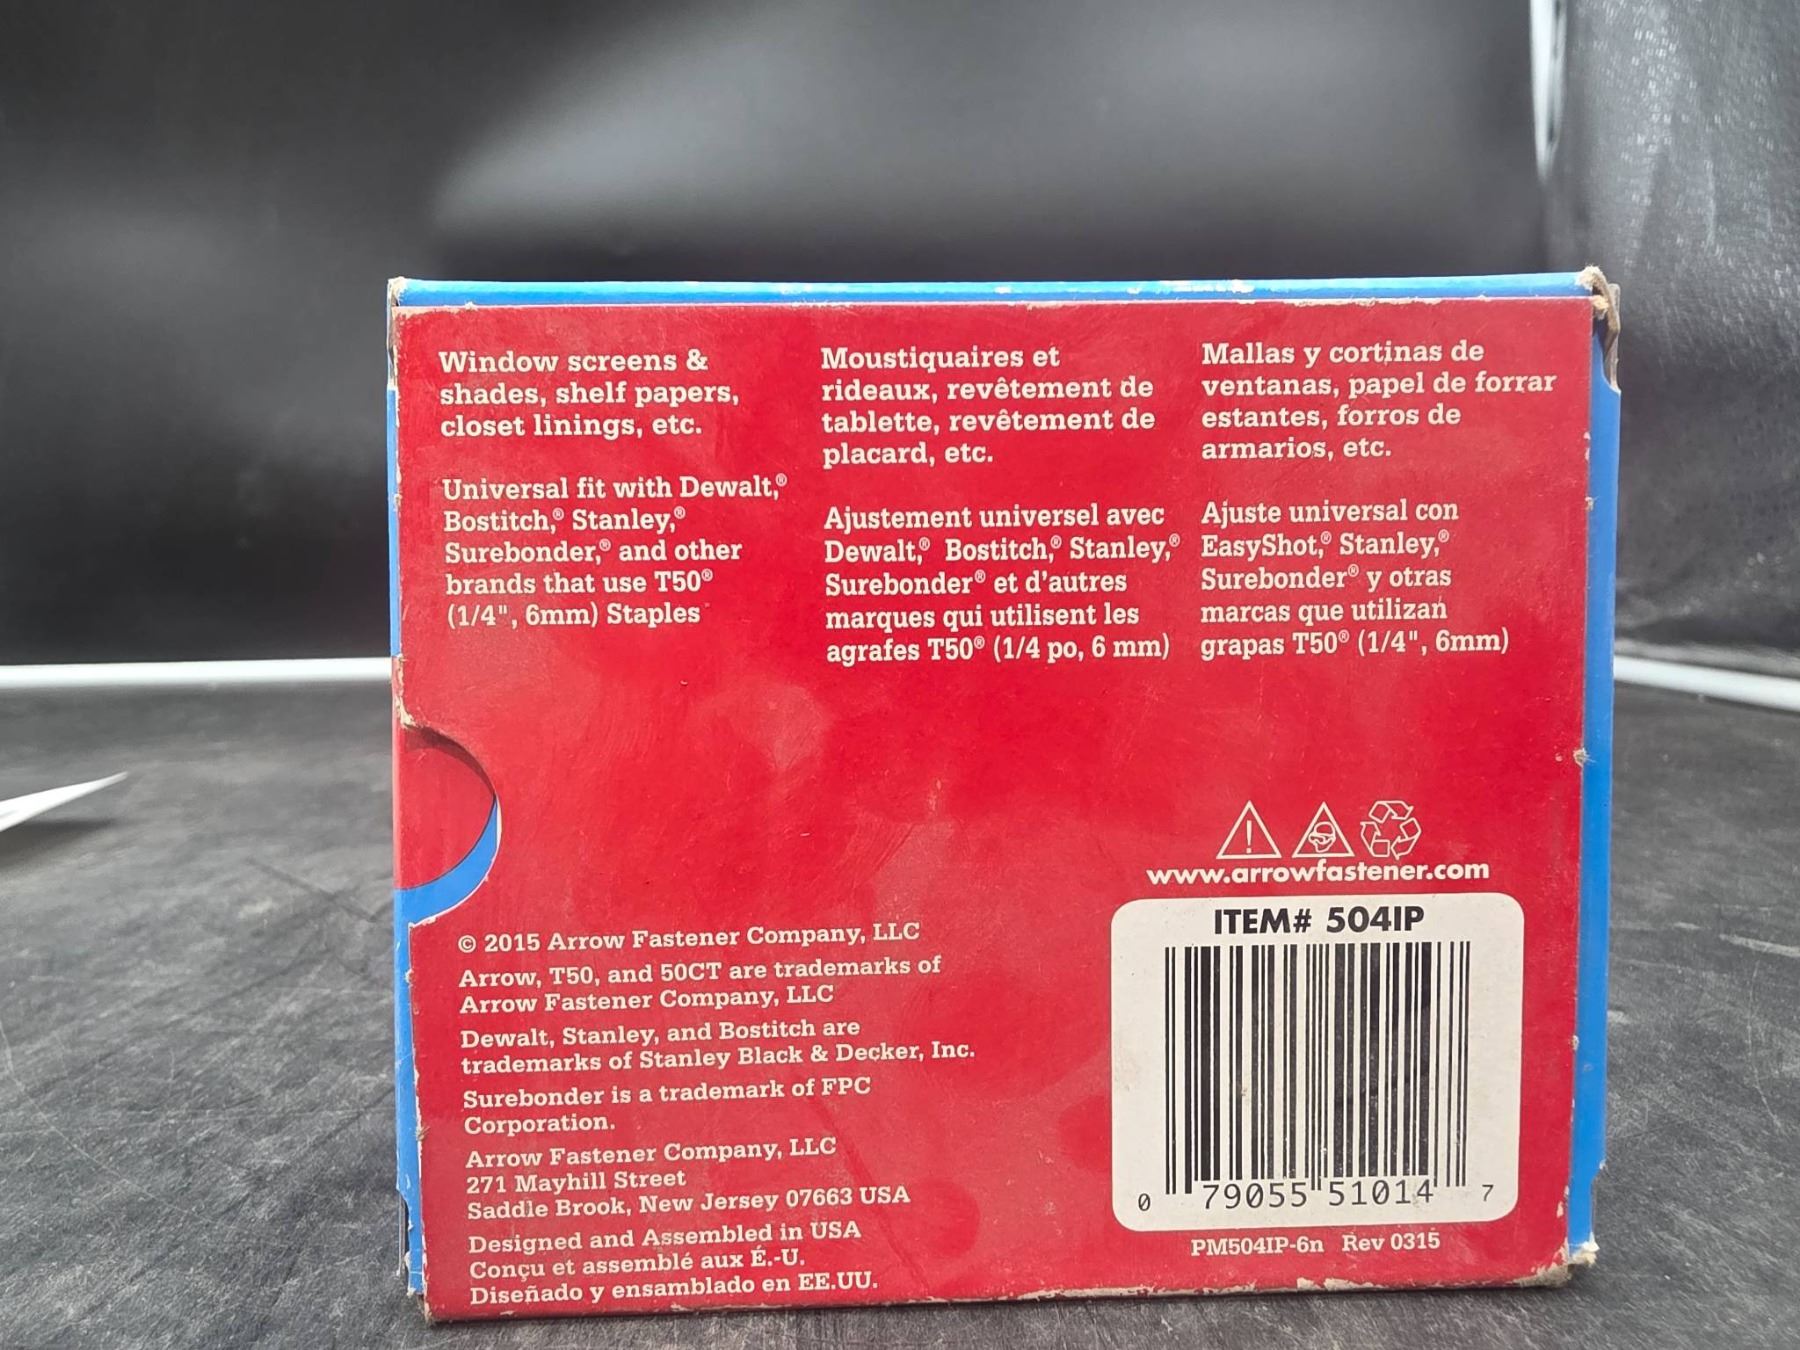 Window screens &
shades, shelf papers,
closet linings, etc.
Universal fit with Dewalt,®
Bostitch,® Stanley,®
Surebonder,® and other
brands that use T50®
(1/4", 6mm) Staples
Moustiquaires et
rideaux, revêtement de
tablette, revêtement de
placard, etc.
Ajustement universel avec
Dewalt,® Bostitch,® Stanley,®
Surebonder® et d'autres
marques qui utilisent les
agrafes T50® (1/4 po, 6 mm)
Mallas y cortinas de
ventanas, papel de forrar
estantes, forros de
armarios, etc.
Ajuste universal con
EasyShot,® Stanley,®
Surebonder® y otras
marcas que utilizan
grapas T50® (1/4", 6mm)
© 2015 Arrow Fastener Company, LLC
Arrow, T50, and 50CT are trademarks of
Arrow Fastener Company, LLC
Dewalt, Stanley, and Bostitch are
trademarks of Stanley Black & Decker, Inc.
Surebonder is a trademark of FPC
Corporation.
Arrow Fastener Company, LLC
271 Mayhill Street
Saddle Brook, New Jersey 07663 USA
Designed and Assembled in USA
Conçu et assemblé aux É.-U.
Diseñado y ensamblado en EE.UU.
www.arrowfastener.com
ITEM# 504IP
0 79055 51014 7
PM504IP-6n Rev 0315